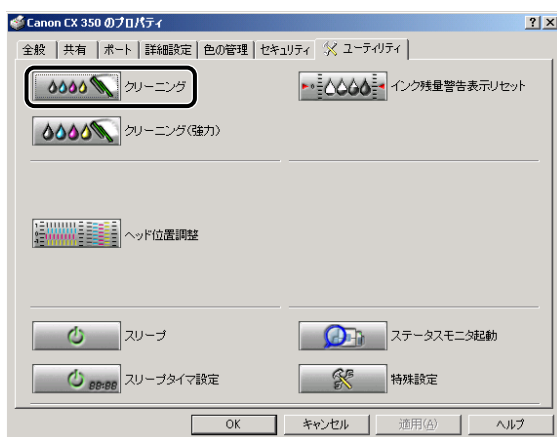 Canon CX 350 のプロパティ
全般 共有 ポート 詳細設定 色の管理 セキュリティ ユーティリティ
クリーニング インク残量警告表示リセット
クリーニング(強力)
ヘッド位置調整
スリープ ステータスモニタ起動
88:88 スリープタイマ設定 特殊設定
OK キャンセル 適用(A) ヘルプ